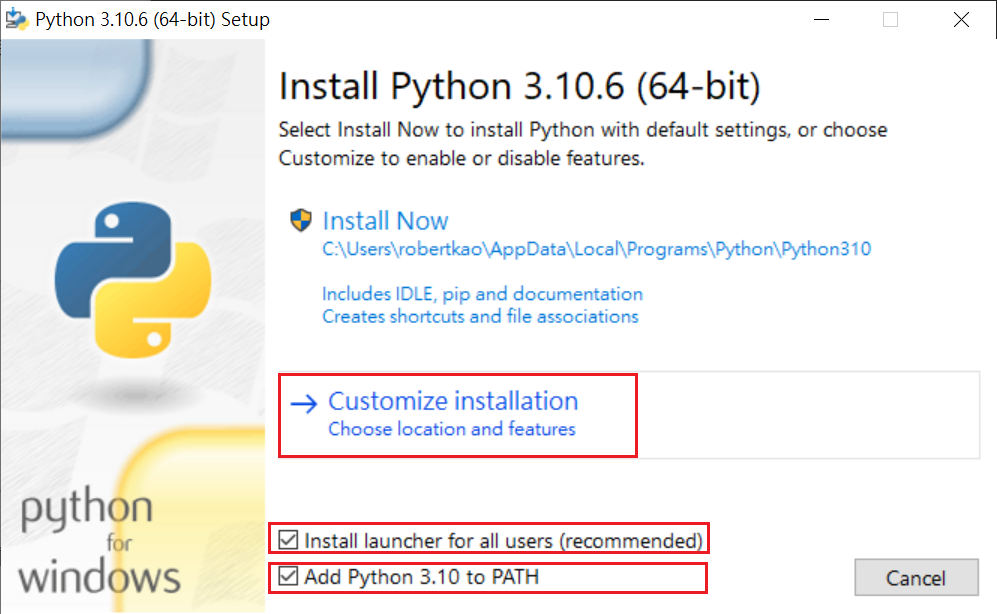 Python 3.10.6 (64-bit) Setup
Install Python 3.10.6 (64-bit)
Select Install Now to install Python with default settings, or choose
Customize to enable or disable features.
Install Now
C:\Users\robertkao\AppData\Local\Programs\Python\Python310
Includes IDLE, pip and documentation
Creates shortcuts and file associations
Customize installation
Choose location and features
python
for
windows
Install launcher for all users (recommended)
Add Python 3.10 to PATH
Cancel